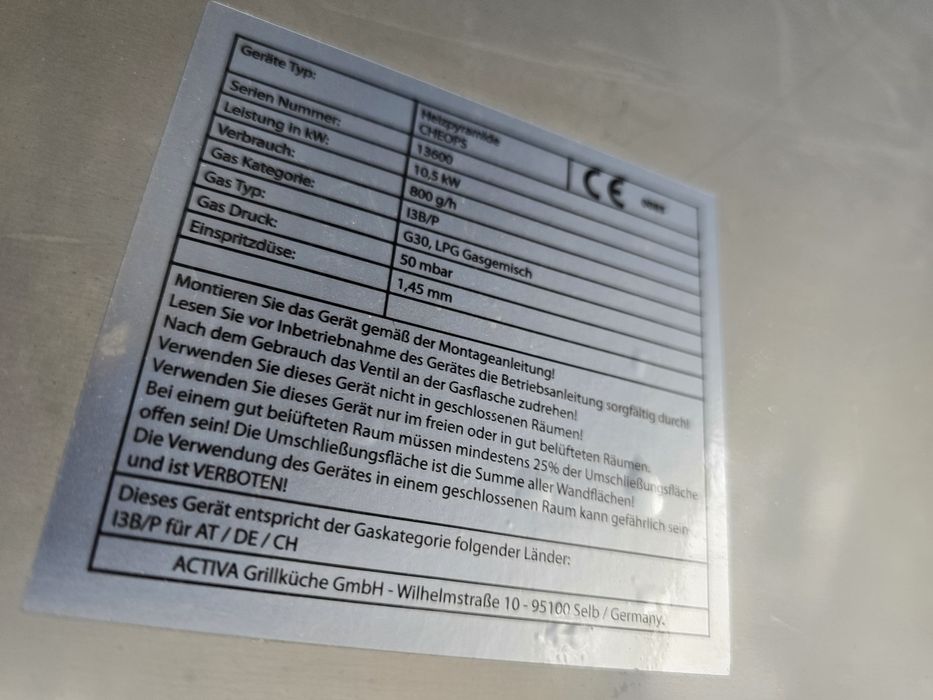 Geräte Typ: Heizpyramide
CHEOPS
Serien Nummer: 13600
Leistung in kW: 10,5 kW
Verbrauch: 800 g/h
Gas Kategorie: I3B/P
Gas Typ: G30, LPG Gasgemisch
Gas Druck: 50 mbar
Einspritzdüse: 1,45 mm
CE
Montieren Sie das Gerät gemäß der Montageanleitung!
Lesen Sie vor Inbetriebnahme des Gerätes die Betriebsanleitung sorgfältig durch!
Nach dem Gebrauch das Ventil an der Gasflasche zudrehen!
Verwenden Sie dieses Gerät nicht in geschlossenen Räumen!
Verwenden Sie dieses Gerät nur im freien oder in gut belüfteten Räumen.
Bei einem gut belüfteten Raum müssen mindestens 25% der Umschließungsfläche
offen sein! Die Umschließungsfläche ist die Summe aller Wandflächen!
Die Verwendung des Gerätes in einem geschlossenen Raum kann gefährlich sein
und ist VERBOTEN!
Dieses Gerät entspricht der Gaskategorie folgender Länder:
I3B/P für AT / DE / CH
ACTIVA Grillküche GmbH - Wilhelmstraße 10 - 95100 Selb / Germany.